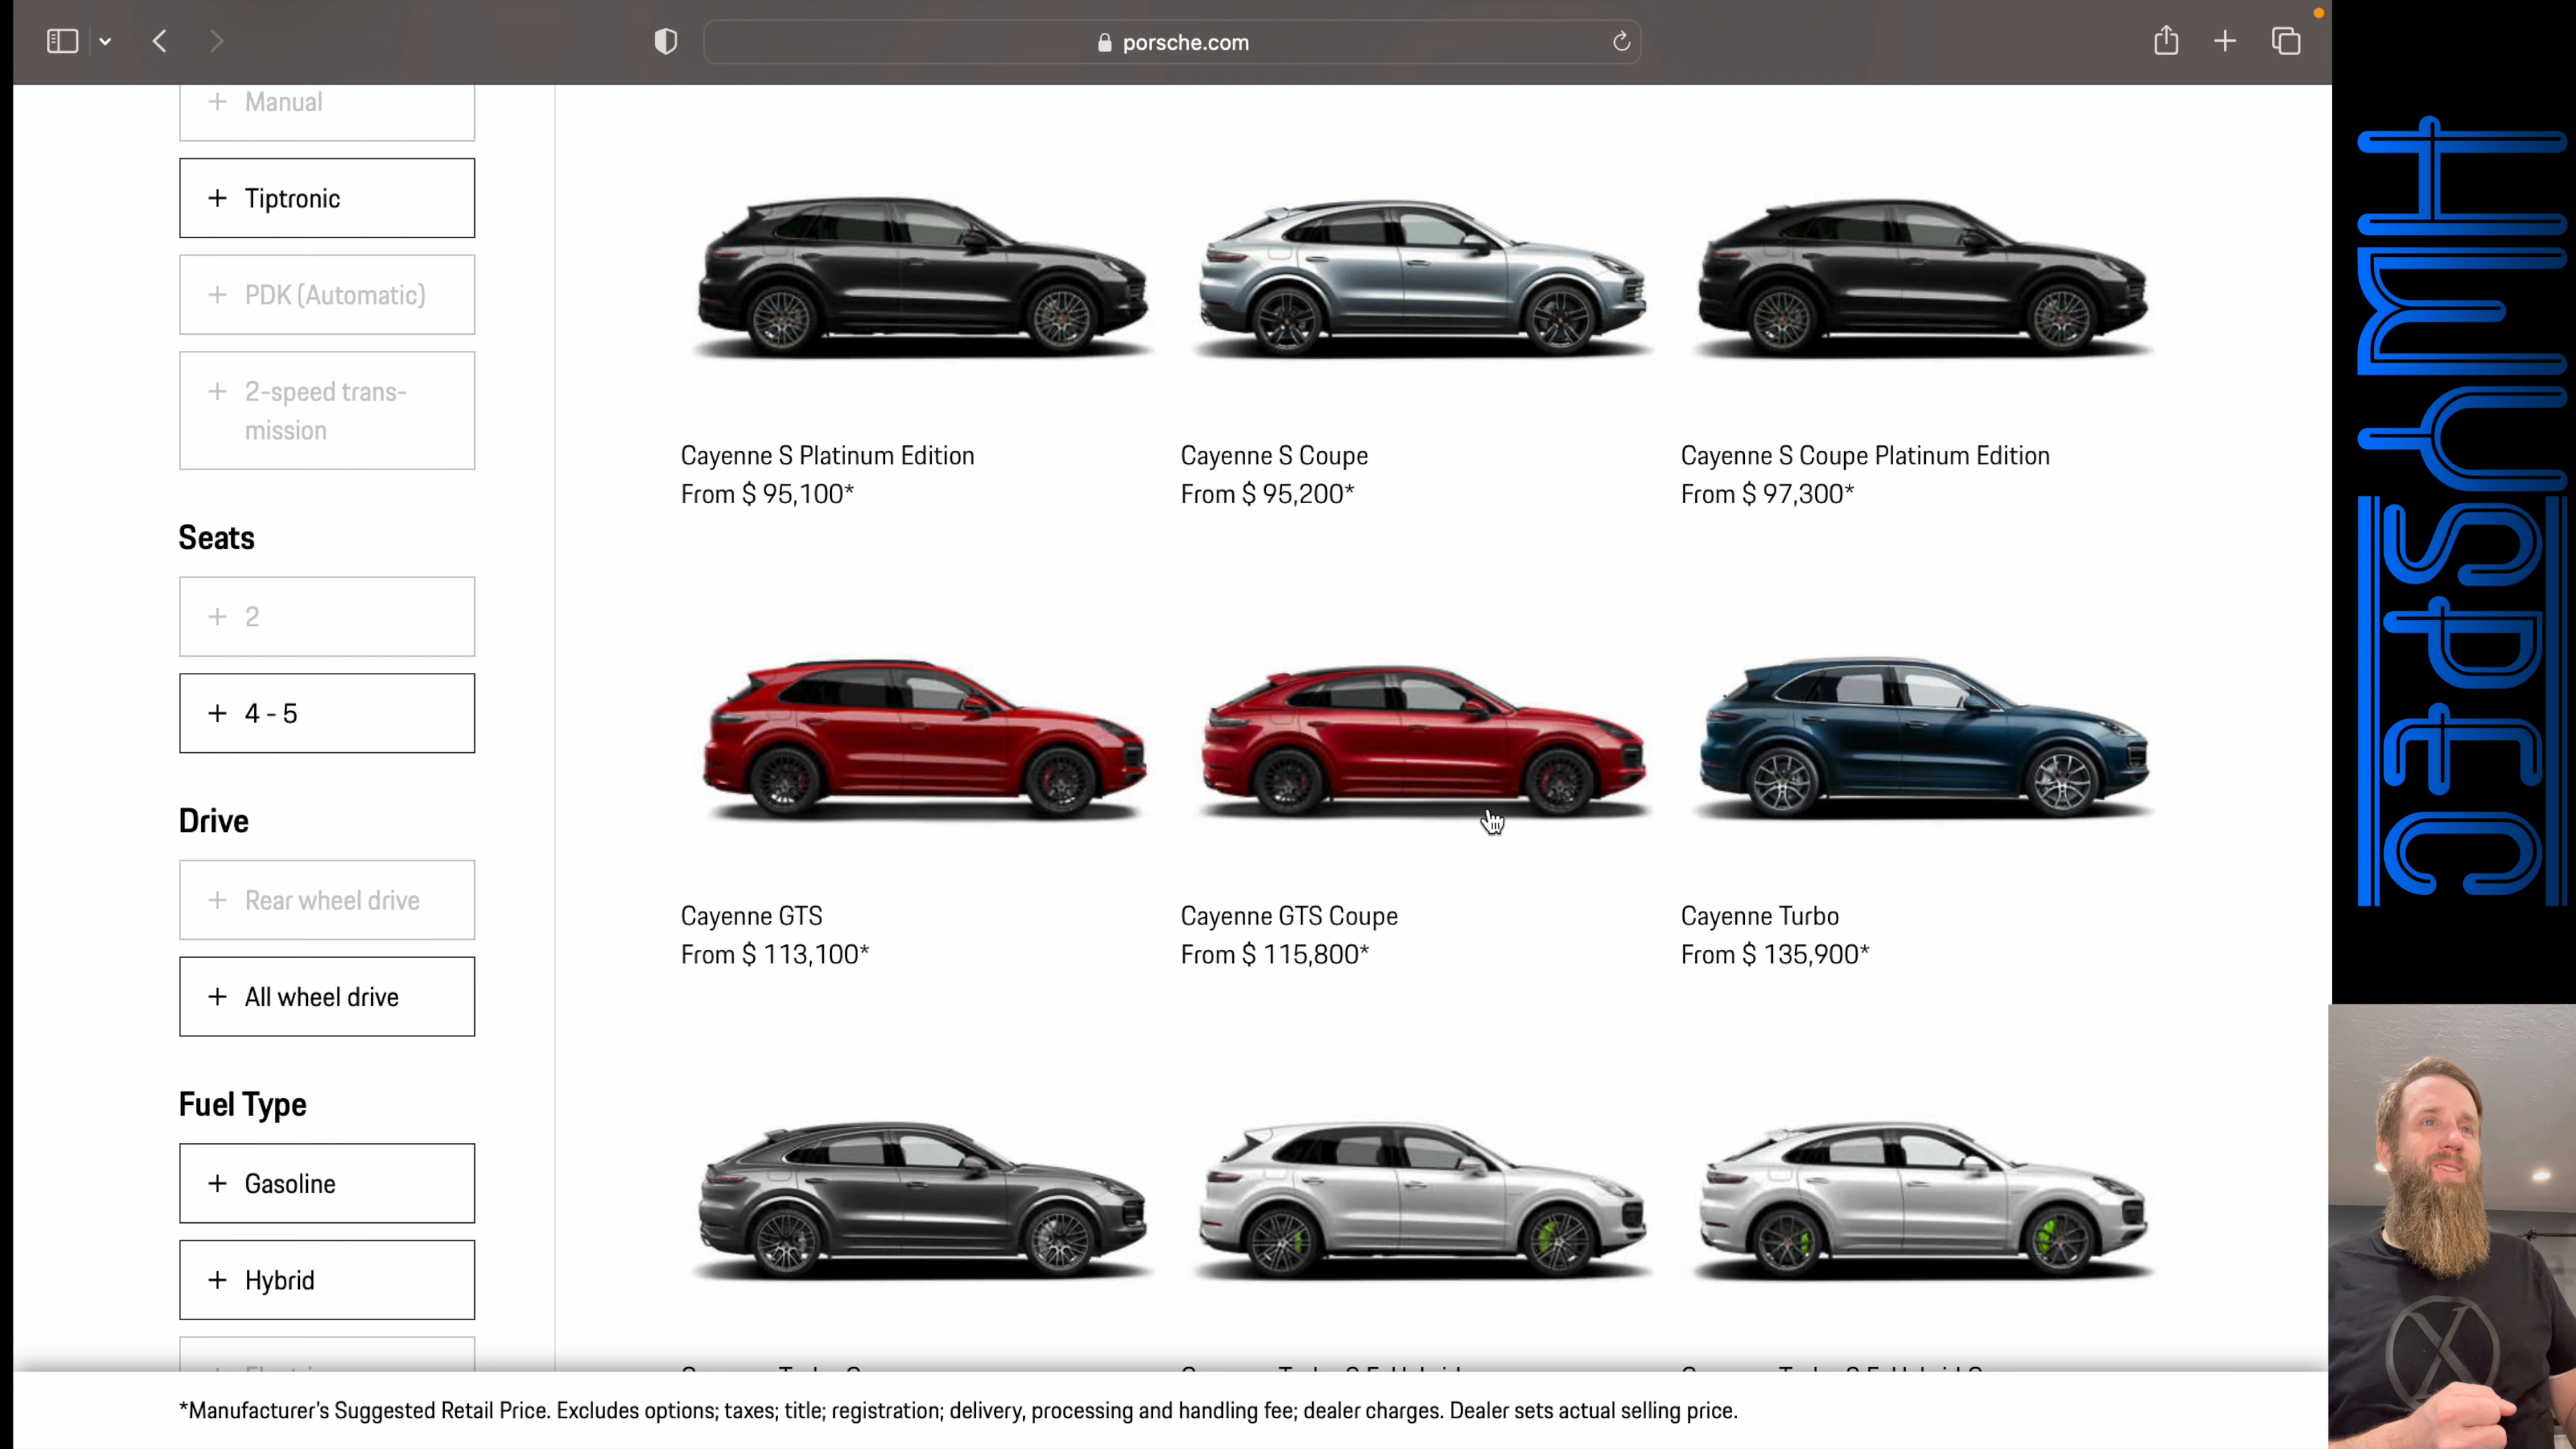 porsche.com
Manual
Tiptronic
PDK (Automatic)
2-speed trans-
mission
Seats
2
4 - 5
Drive
Rear wheel drive
All wheel drive
Fuel Type
Gasoline
Hybrid
Cayenne S Platinum Edition
From $ 95,100*
Cayenne S Coupe
From $ 95,200*
Cayenne S Coupe Platinum Edition
From $ 97,300*
Cayenne GTS
From $ 113,100*
Cayenne GTS Coupe
From $ 115,800*
Cayenne Turbo
From $ 135,900*
*Manufacturer's Suggested Retail Price. Excludes options; taxes; title; registration; delivery, processing and handling fee; dealer charges. Dealer sets actual selling price.